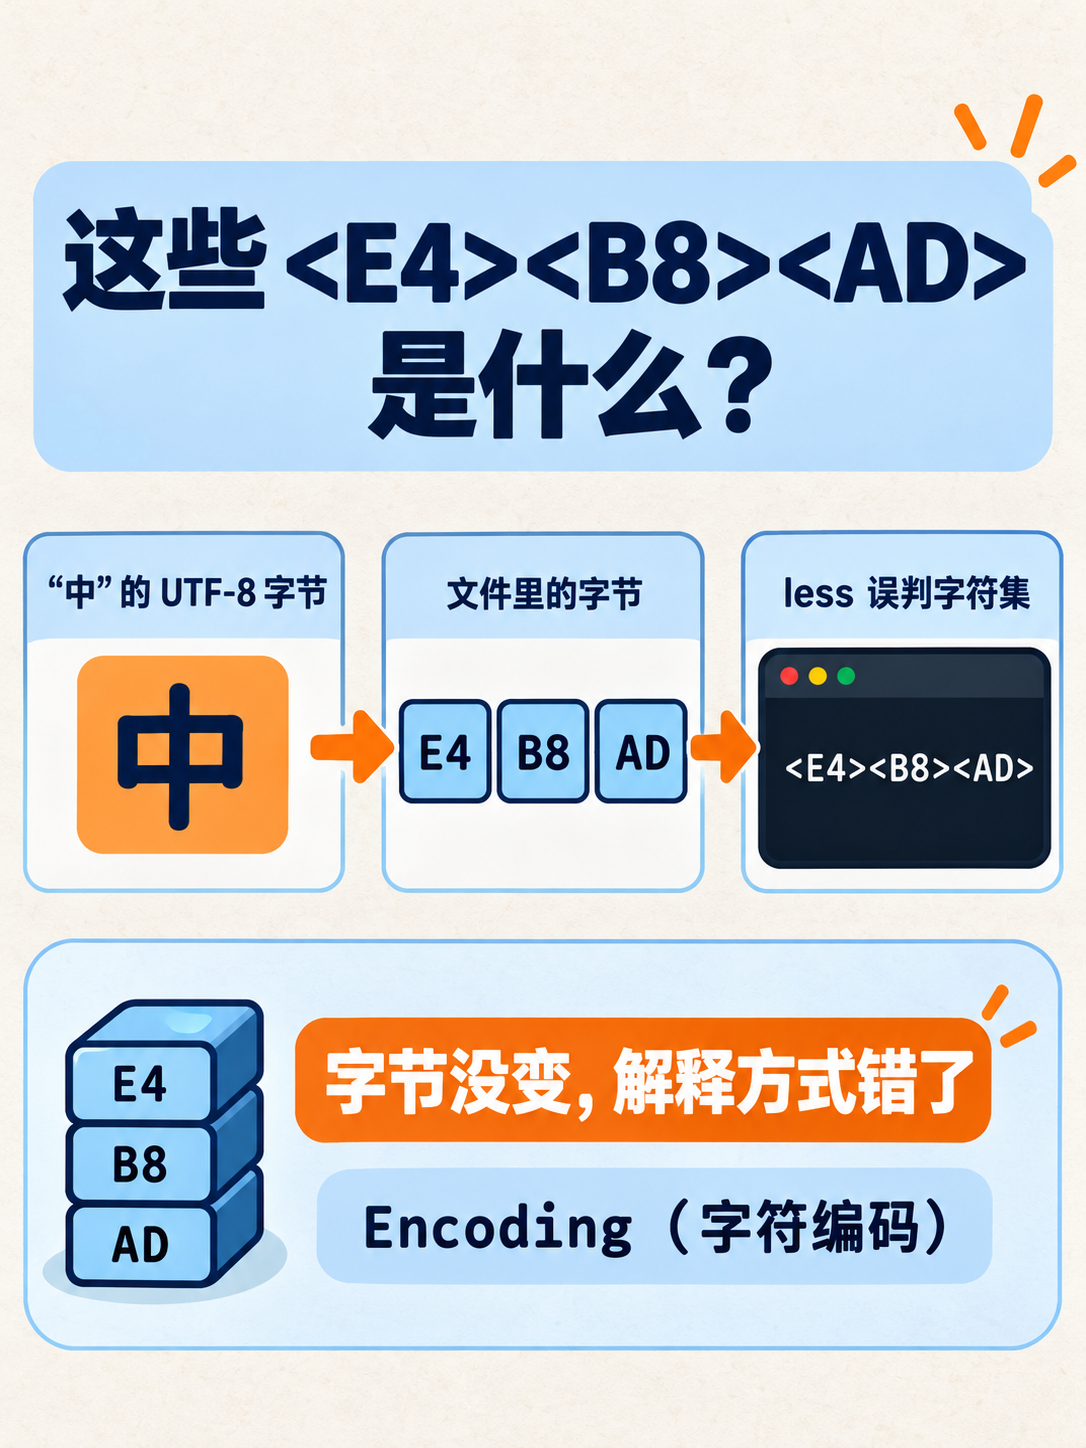 这些 <E4><B8><AD>
是什么？
“中”的 UTF-8 字节
文件里的字节
less 误判字符集
中
E4 B8 AD
<E4><B8><AD>
E4
B8
AD
字节没变，解释方式错了
Encoding（字符编码）